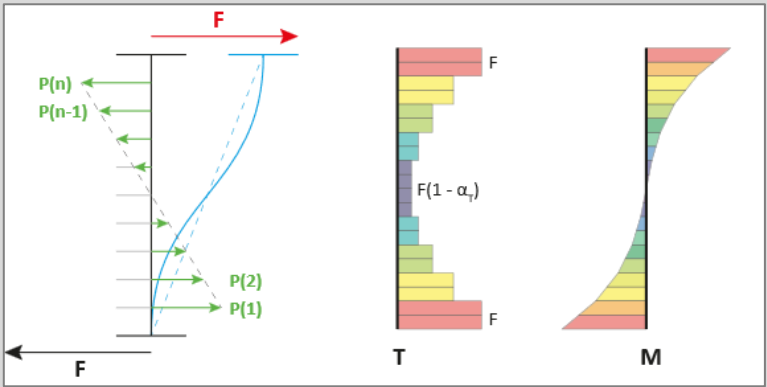 F
P(n)
P(n-1)
P(2)
P(1)
F
F
F(1 - αT)
F
T
M